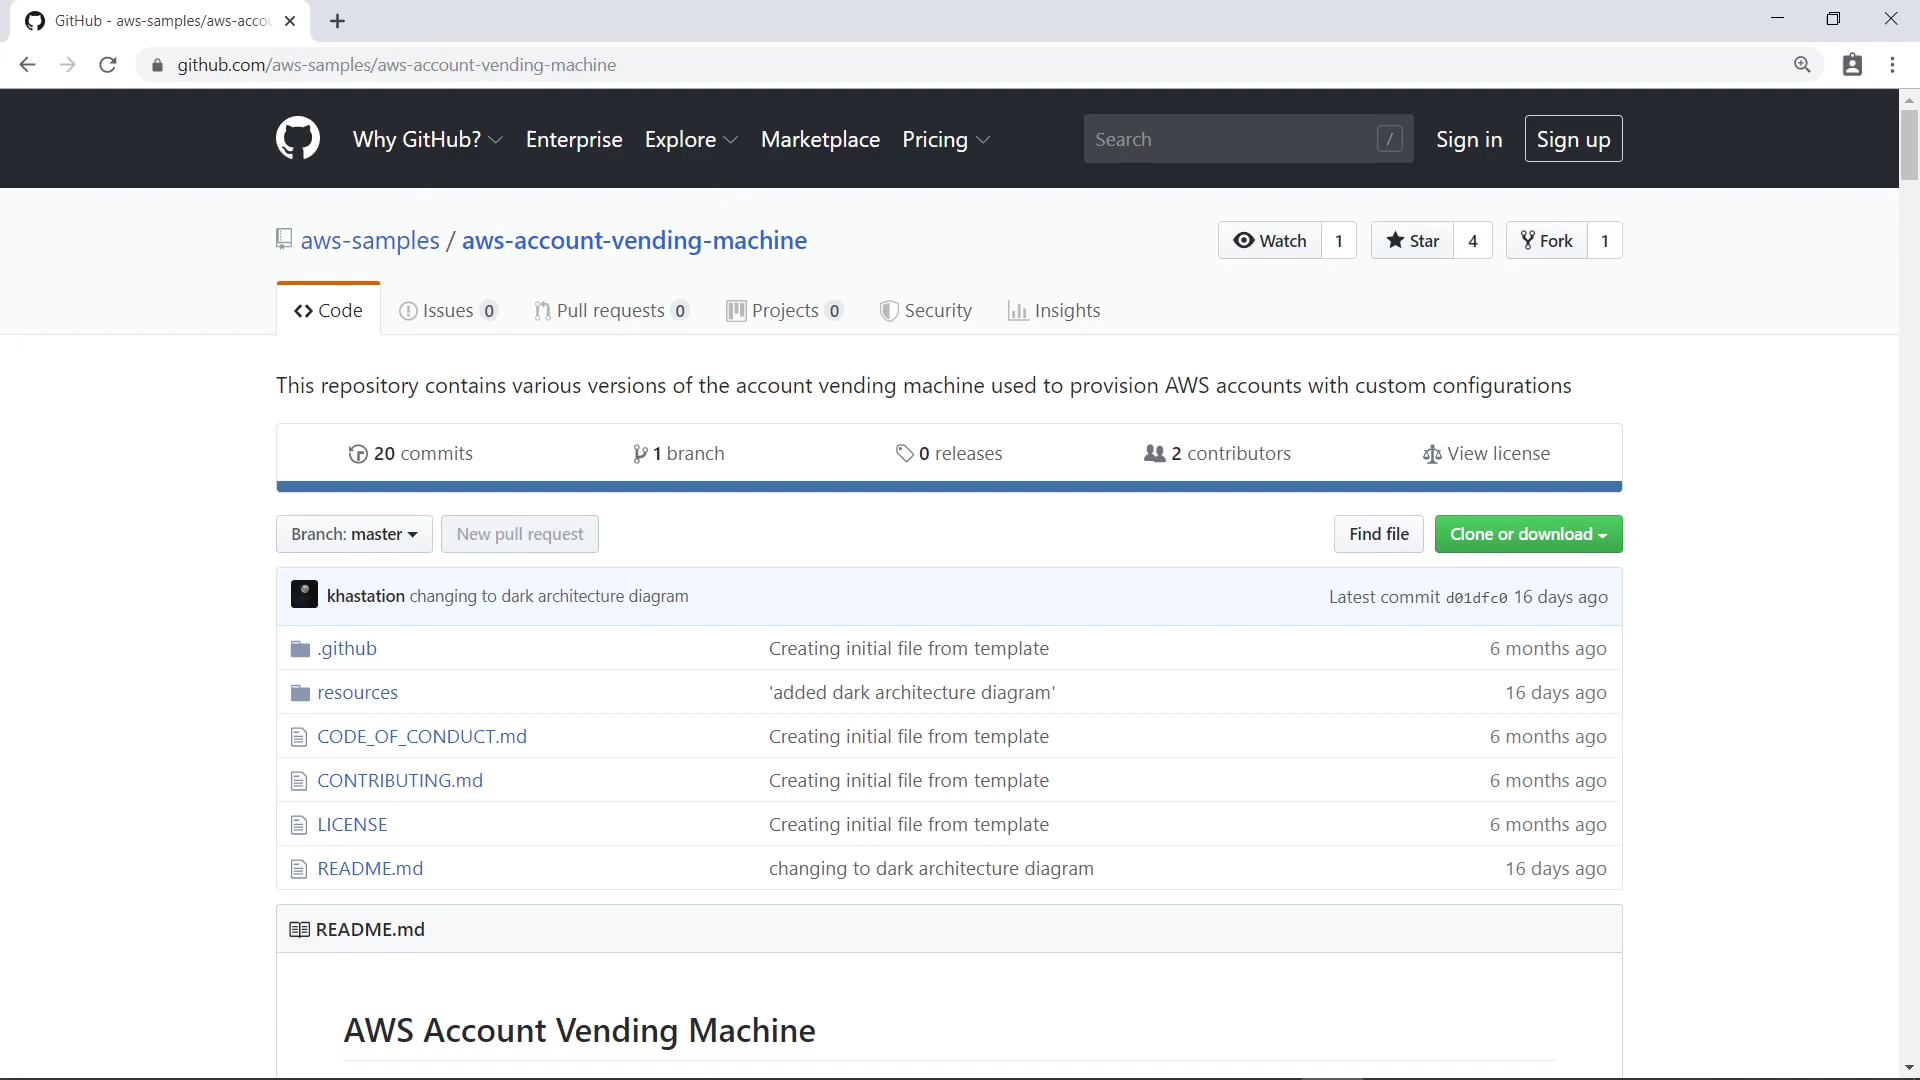 GitHub - aws-samples/aws-accou
github.com/aws-samples/aws-account-vending-machine
Why GitHub? Enterprise Explore Marketplace Pricing Search / Sign in Sign up
aws-samples / aws-account-vending-machine Watch 1 Star 4 Fork 1
Code Issues 0 Pull requests 0 Projects 0 Security Insights
This repository contains various versions of the account vending machine used to provision AWS accounts with custom configurations
20 commits 1 branch 0 releases 2 contributors View license
Branch: master New pull request Find file Clone or download
khastation changing to dark architecture diagram Latest commit d01dfc0 16 days ago
.github Creating initial file from template 6 months ago
resources 'added dark architecture diagram' 16 days ago
CODE_OF_CONDUCT.md Creating initial file from template 6 months ago
CONTRIBUTING.md Creating initial file from template 6 months ago
LICENSE Creating initial file from template 6 months ago
README.md changing to dark architecture diagram 16 days ago
README.md
AWS Account Vending Machine